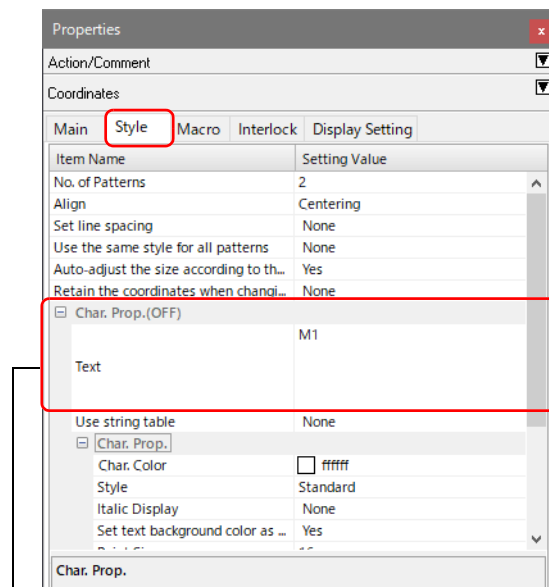 Properties x
Action/Comment
Coordinates
Main Style Macro Interlock Display Setting
Item Name Setting Value
No. of Patterns 2
Align Centering
Set line spacing None
Use the same style for all patterns None
Auto-adjust the size according to th... Yes
Retain the coordinates when changi... None
Char. Prop.(OFF)
M1
Text
Use string table None
Char. Prop.
Char. Color ffffff
Style Standard
Italic Display None
Set text background color as ... Yes
Char. Prop.